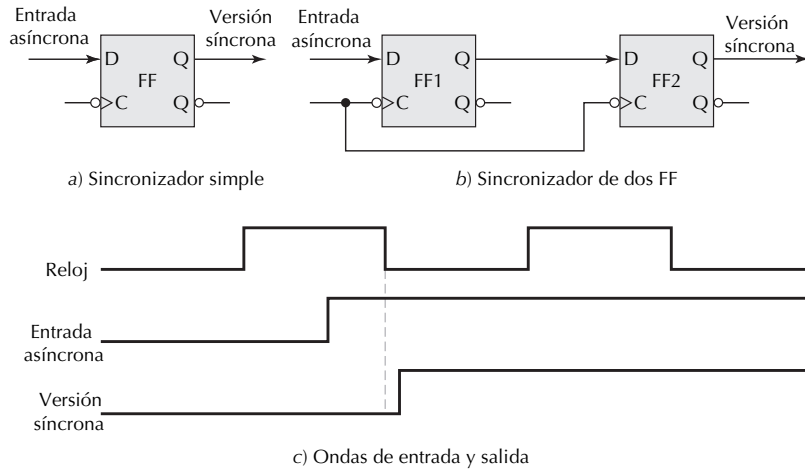 Entrada
asíncrona
Versión
síncrona
D Q
FF
C Q
a) Sincronizador simple
Entrada
asíncrona
D Q
FF1
C Q
D Q
FF2
C Q
Versión
síncrona
b) Sincronizador de dos FF
Reloj
Entrada
asíncrona
Versión
síncrona
c) Ondas de entrada y salida